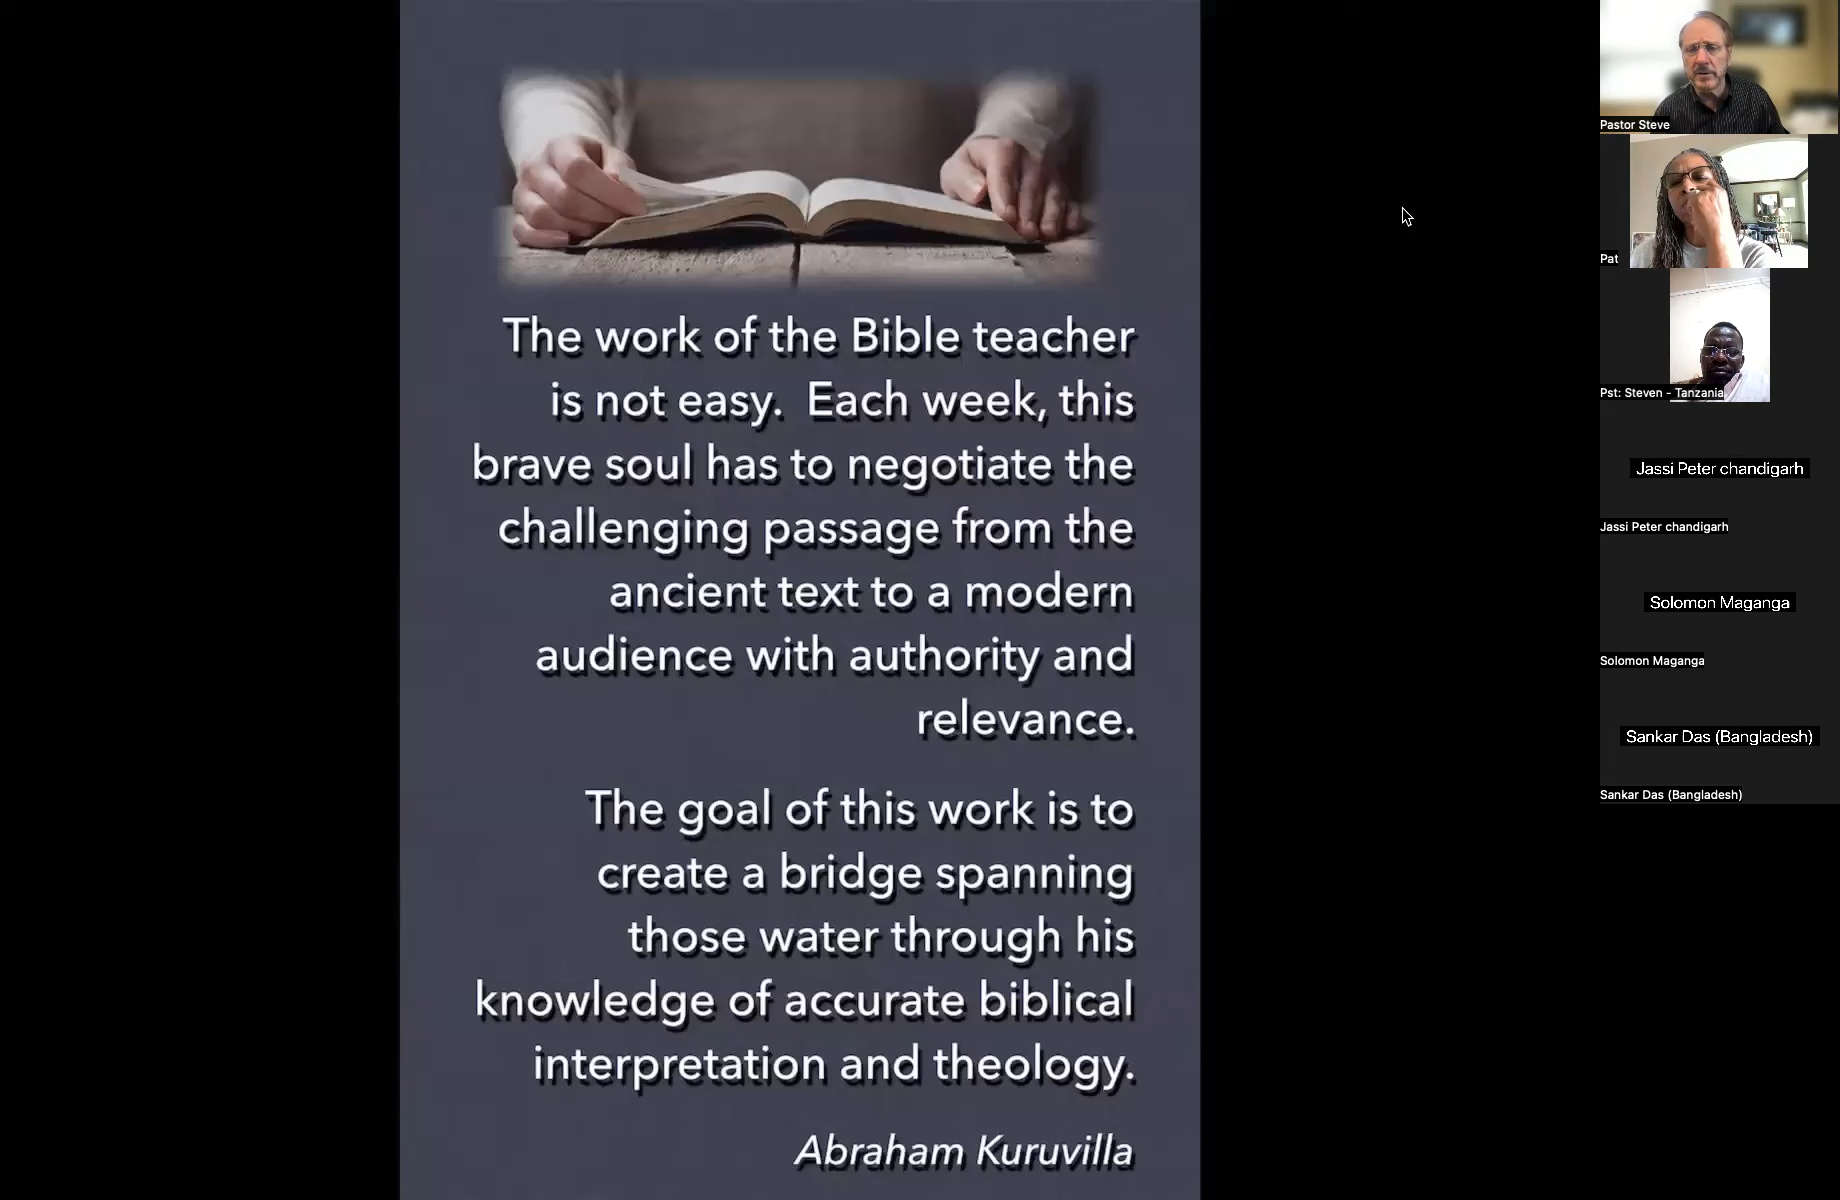 The work of the Bible teacher
is not easy.  Each week, this
brave soul has to negotiate the
challenging passage from the
ancient text to a modern
audience with authority and
relevance.
The goal of this work is to
create a bridge spanning
those water through his
knowledge of accurate biblical
interpretation and theology.
Abraham Kuruvilla
Pastor Steve
Pat
Pst: Steven - Tanzania
Jassi Peter chandigarh
Jassi Peter chandigarh
Solomon Maganga
Solomon Maganga
Sankar Das (Bangladesh)
Sankar Das (Bangladesh)